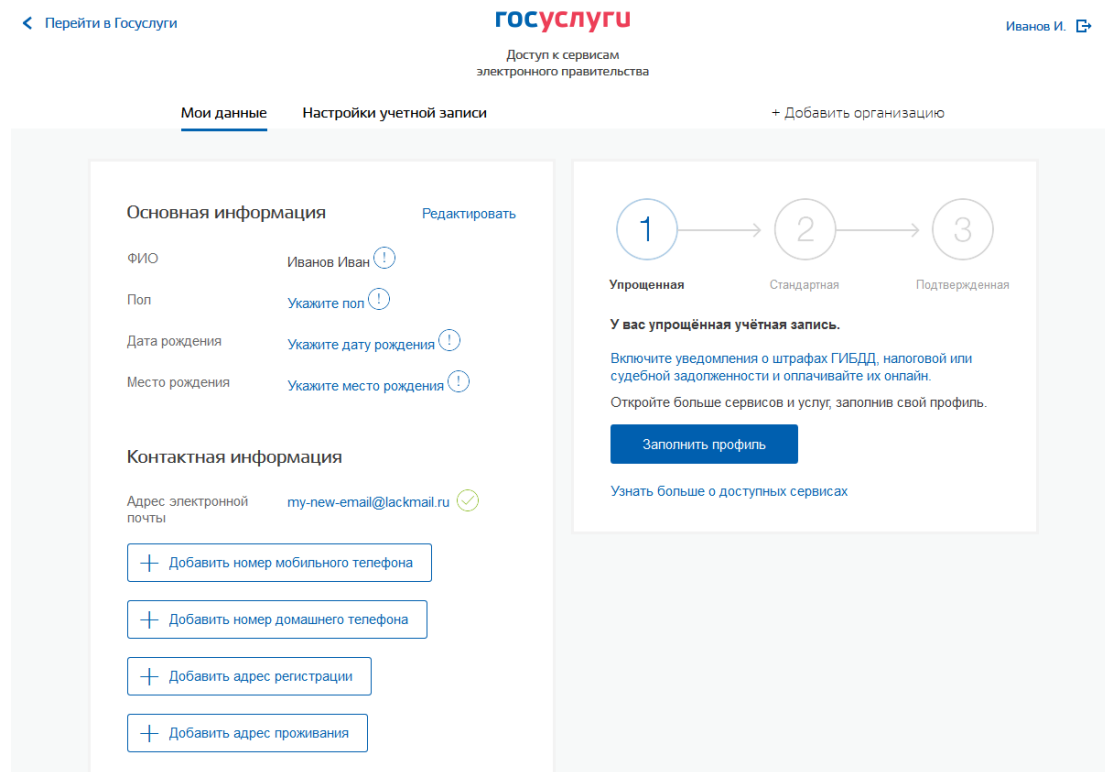 Перейти в Госуслуги
госуслуги
Иванов И.
Доступ к сервисам
электронного правительства
Мои данные
Настройки учетной записи
+ Добавить организацию
Основная информация
Редактировать
ФИО
Иванов Иван
Пол
Укажите пол
Дата рождения
Укажите дату рождения
Место рождения
Укажите место рождения
Контактная информация
Адрес электронной
почты
my-new-email@lackmail.ru
Добавить номер мобильного телефона
Добавить номер домашнего телефона
Добавить адрес регистрации
Добавить адрес проживания
1
2
3
Упрощенная
Стандартная
Подтвержденная
У вас упрощённая учётная запись.
Включите уведомления о штрафах ГИБДД, налоговой или
судебной задолженности и оплачивайте их онлайн.
Откройте больше сервисов и услуг, заполнив свой профиль.
Заполнить профиль
Узнать больше о доступных сервисах